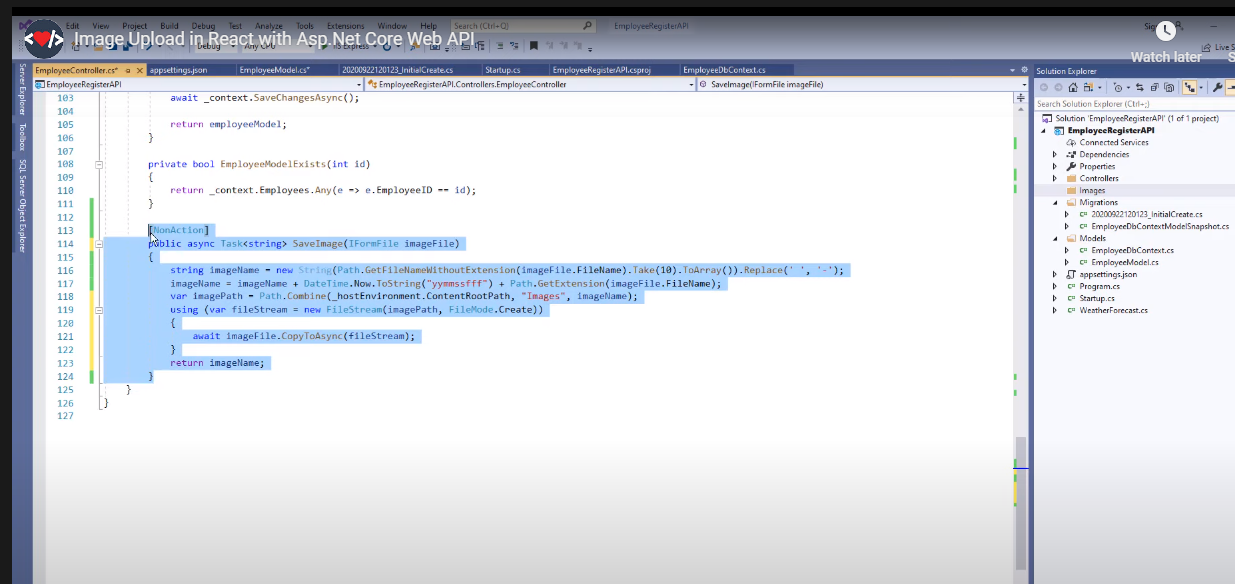 Edit View Project Build Debug Test Analyze Tools Extensions Window Help Search (Ctrl+Q) EmployeeRegisterAPI
Image Upload in React with Asp.Net Core Web API
Debug Any CPU IIS Express
Watch later
Live
EmployeeController.cs* appsettings.json EmployeeModel.cs* 20200922120123_InitialCreate.cs Startup.cs EmployeeRegisterAPI.csproj EmployeeDbContext.cs
EmployeeRegisterAPI EmployeeRegisterAPI.Controllers.EmployeeController SaveImage(IFormFile imageFile)
Server Explorer
Toolbox
SQL Server Object Explorer
103 await _context.SaveChangesAsync();
104
105 return employeeModel;
106 }
107
108 private bool EmployeeModelExists(int id)
109 {
110 return _context.Employees.Any(e => e.EmployeeID == id);
111 }
112
113 [NonAction]
114 public async Task<string> SaveImage(IFormFile imageFile)
115 {
116 string imageName = new String(Path.GetFileNameWithoutExtension(imageFile.FileName).Take(10).ToArray()).Replace(' ', '-');
117 imageName = imageName + DateTime.Now.ToString("yymmssfff") + Path.GetExtension(imageFile.FileName);
118 var imagePath = Path.Combine(_hostEnvironment.ContentRootPath, "Images", imageName);
119 using (var fileStream = new FileStream(imagePath, FileMode.Create))
120 {
121 await imageFile.CopyToAsync(fileStream);
122 }
123 return imageName;
124 }
125 }
126 }
127
Solution Explorer
Search Solution Explorer (Ctrl+;)
Solution 'EmployeeRegisterAPI' (1 of 1 project)
EmployeeRegisterAPI
Connected Services
Dependencies
Properties
Controllers
Images
Migrations
20200922120123_InitialCreate.cs
EmployeeDbContextModelSnapshot.cs
Models
EmployeeDbContext.cs
EmployeeModel.cs
appsettings.json
Program.cs
Startup.cs
WeatherForecast.cs